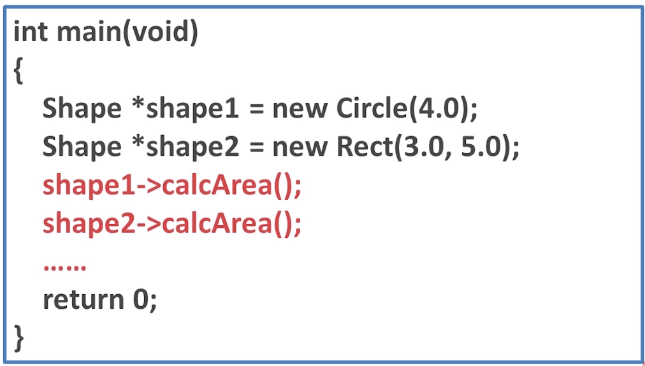 int main(void)
{
Shape *shape1 = new Circle(4.0);
Shape *shape2 = new Rect(3.0, 5.0);
shape1->calcArea();
shape2->calcArea();
……
return 0;
}